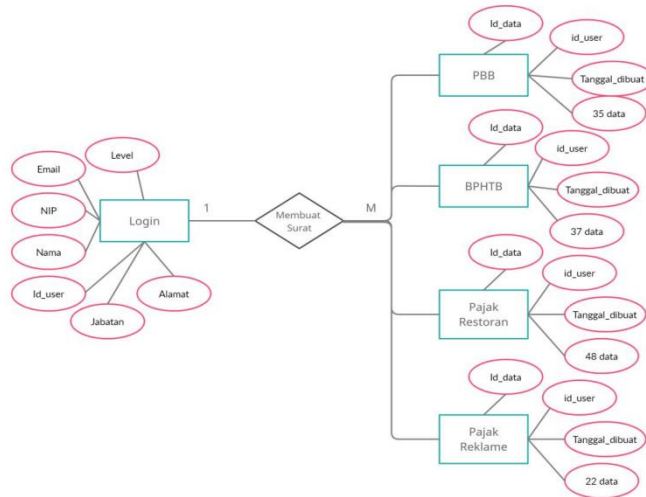 Email
Level
NIP
Login
Nama
Id_user
Jabatan
Alamat
1
Membuat
Surat
M
Id_data
id_user
PBB
Tanggal_dibuat
35 data
Id_data
id_user
BPHTB
Tanggal_dibuat
37 data
Id_data
id_user
Pajak
Restoran
Tanggal_dibuat
48 data
Id_data
id_user
Pajak
Reklame
Tanggal_dibuat
22 data